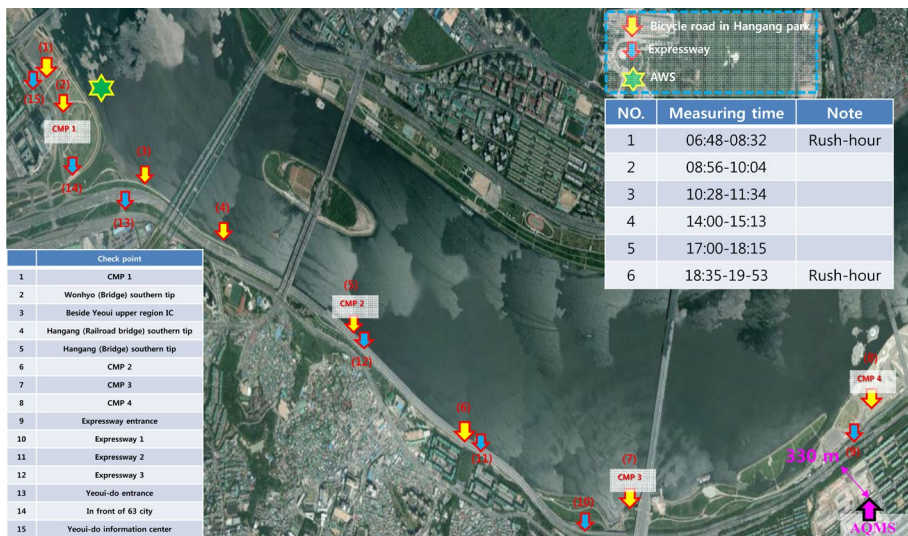 (1)
(2)
(15)
CMP 1
(14)
(3)
(13)
(4)
(5)
CMP 2
(12)
(6)
(11)
(7)
CMP 3
(10)
(8)
CMP 4
(9)
330 m
AQMS
Bicycle road in Hangang park
Expressway
AWS
NO. Measuring time Note
1 06:48-08:32 Rush-hour
2 08:56-10:04
3 10:28-11:34
4 14:00-15:13
5 17:00-18:15
6 18:35-19-53 Rush-hour
Check point
1 CMP 1
2 Wonhyo (Bridge) southern tip
3 Beside Yeoui upper region IC
4 Hangang (Railroad bridge) southern tip
5 Hangang (Bridge) southern tip
6 CMP 2
7 CMP 3
8 CMP 4
9 Expressway entrance
10 Expressway 1
11 Expressway 2
12 Expressway 3
13 Yeoui-do entrance
14 In front of 63 city
15 Yeoui-do information center